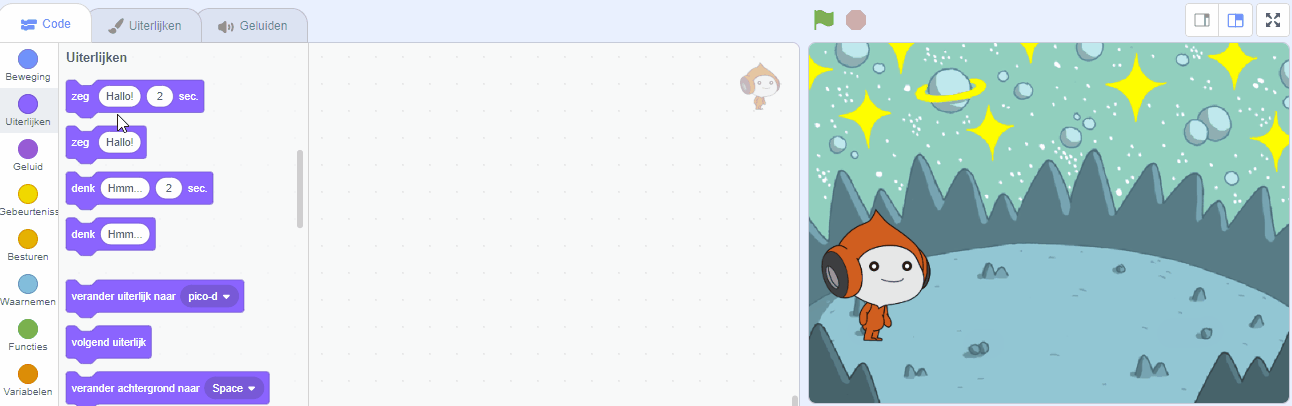 Code
Uiterlijken
Geluiden
Beweging
Uiterlijken
Geluid
Gebeurteniss
Besturen
Waarnemen
Functies
Variabelen
Uiterlijken
zeg Hallo! 2 sec.
zeg Hallo!
denk Hmm... 2 sec.
denk Hmm...
verander uiterlijk naar pico-d
volgend uiterlijk
verander achtergrond naar Space